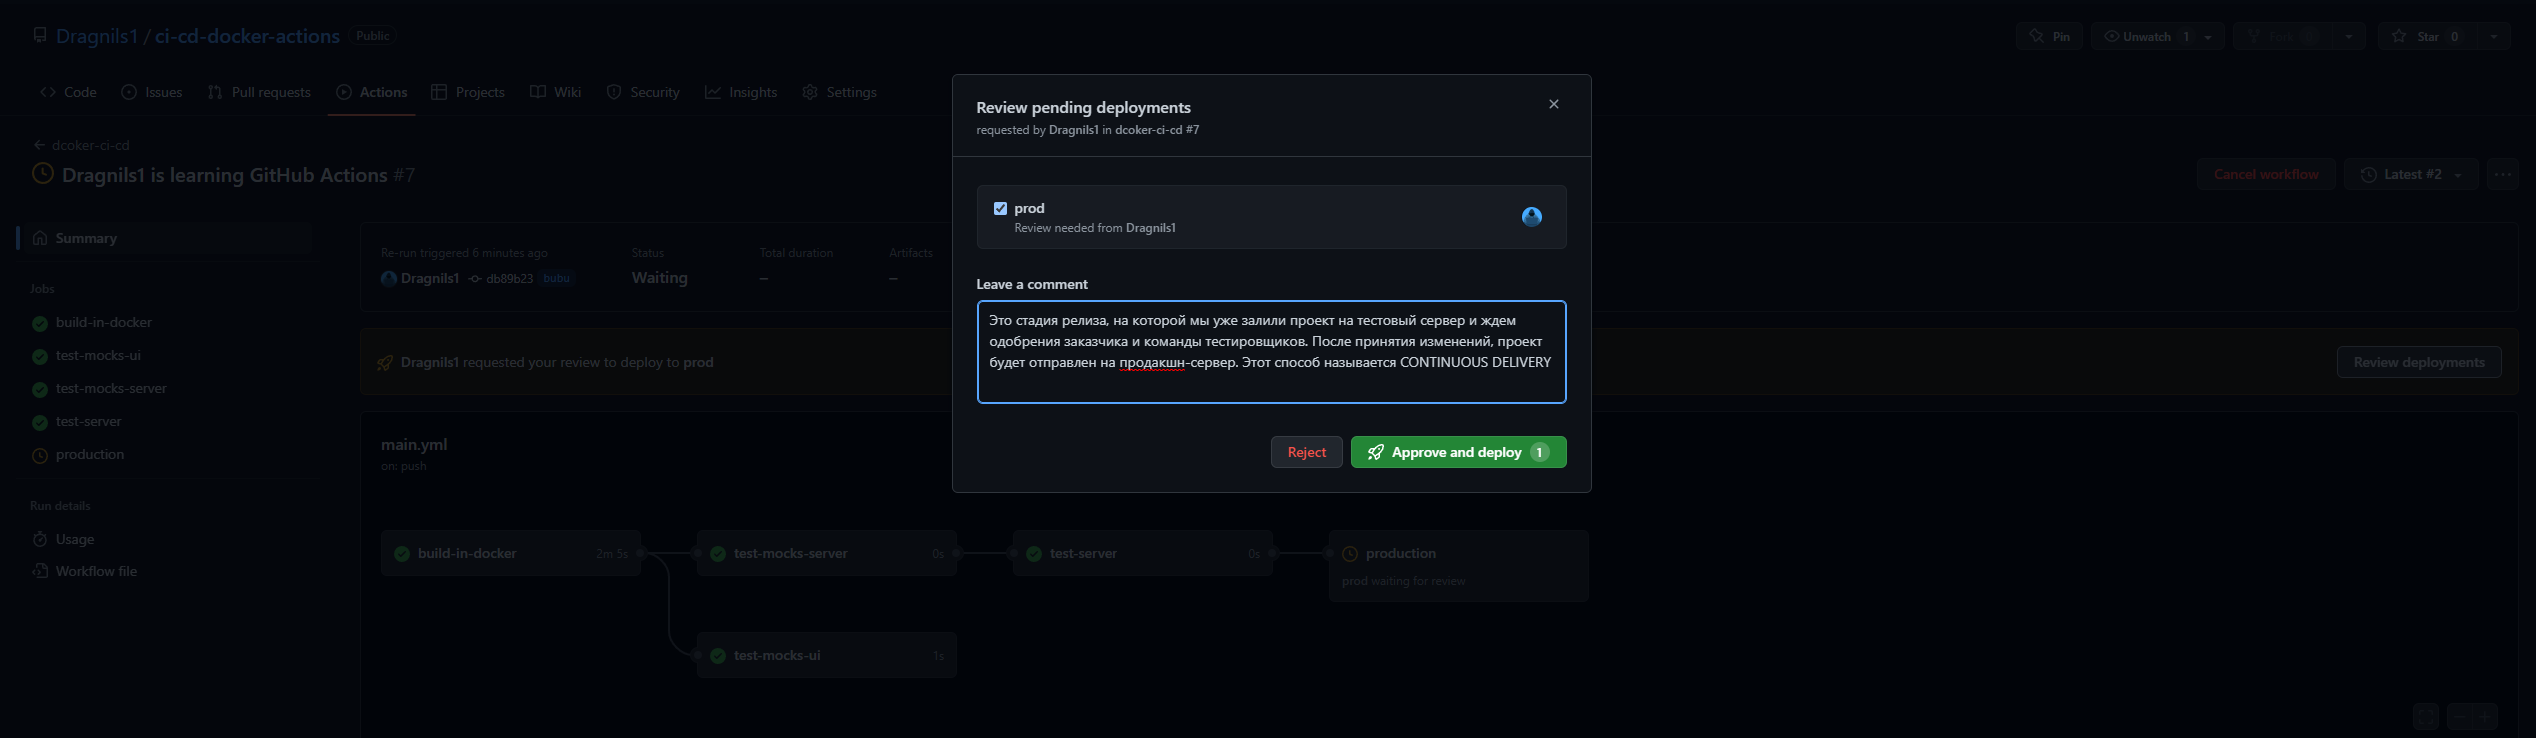 Dragnils1 / ci-cd-docker-actions Public
Pin
Unwatch 1
Fork
Star 0
Code
Issues
Pull requests
Actions
Projects
Wiki
Security
Insights
Settings
dcoker-ci-cd
Dragnils1 is learning GitHub Actions #7
Cancel workflow
Latest #2
Summary
Jobs
build-in-docker
test-mocks-ui
test-mocks-server
test-server
production
Run details
Usage
Workflow file
Re-run triggered 6 minutes ago
Dragnils1 db89b23 bubu
Status
Waiting
Total duration
–
Artifacts
–
Dragnils1 requested your review to deploy to prod
Review deployments
main.yml
on: push
build-in-docker 2m 5s
test-mocks-server 0s
test-server 0s
production
prod waiting for review
test-mocks-ui 1s
Review pending deployments
requested by Dragnils1 in dcoker-ci-cd #7
prod
Review needed from Dragnils1
Leave a comment
Это стадия релиза, на которой мы уже залили проект на тестовый сервер и ждем
одобрения заказчика и команды тестировщиков. После принятия изменений, проект
будет отправлен на продакшн-сервер. Этот способ называется CONTINUOUS DELIVERY
Reject
Approve and deploy 1